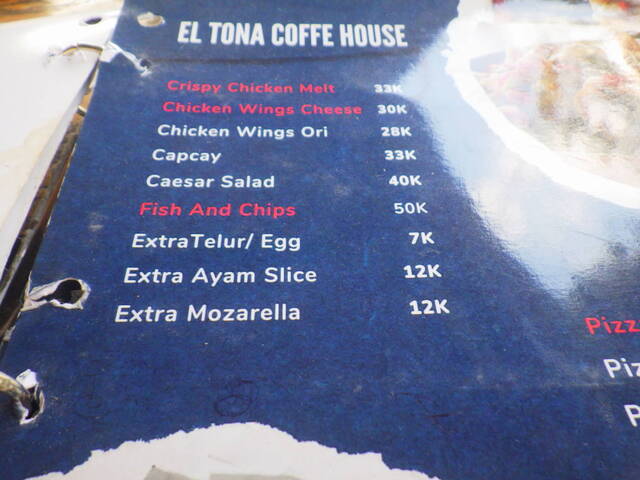 EL TONA COFFE HOUSE
Crispy Chicken Melt 33K
Chicken Wings Cheese 30K
Chicken Wings Ori 28K
Capcay 33K
Caesar Salad 40K
Fish And Chips 50K
ExtraTelur/ Egg 7K
Extra Ayam Slice 12K
Extra Mozarella 12K